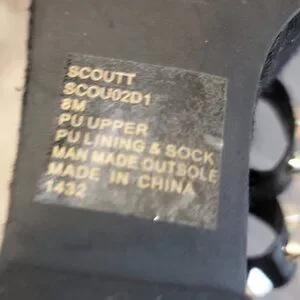 SCOUTT
SCOU02D1
8M
PU UPPER
PU LINING & SOCK
MAN MADE OUTSOLE
MADE IN CHINA
1432